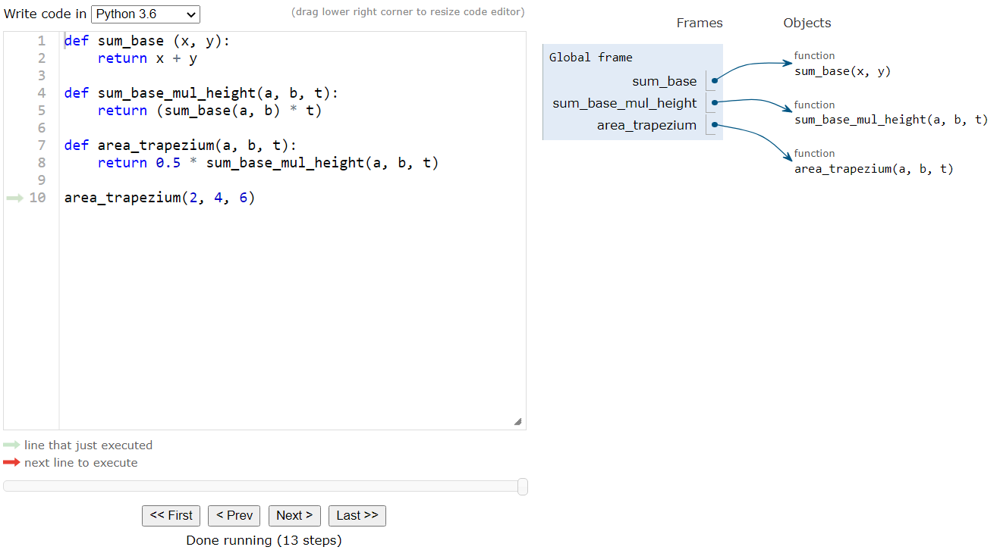 Write code in Python 3.6
(drag lower right corner to resize code editor)
1 def sum_base (x, y):
2     return x + y
3
4 def sum_base_mul_height(a, b, t):
5     return (sum_base(a, b) * t)
6
7 def area_trapezium(a, b, t):
8     return 0.5 * sum_base_mul_height(a, b, t)
9
10 area_trapezium(2, 4, 6)
line that just executed
next line to execute
<< First < Prev Next > Last >>
Done running (13 steps)
Frames Objects
Global frame
sum_base
sum_base_mul_height
area_trapezium
function
sum_base(x, y)
function
sum_base_mul_height(a, b, t)
function
area_trapezium(a, b, t)